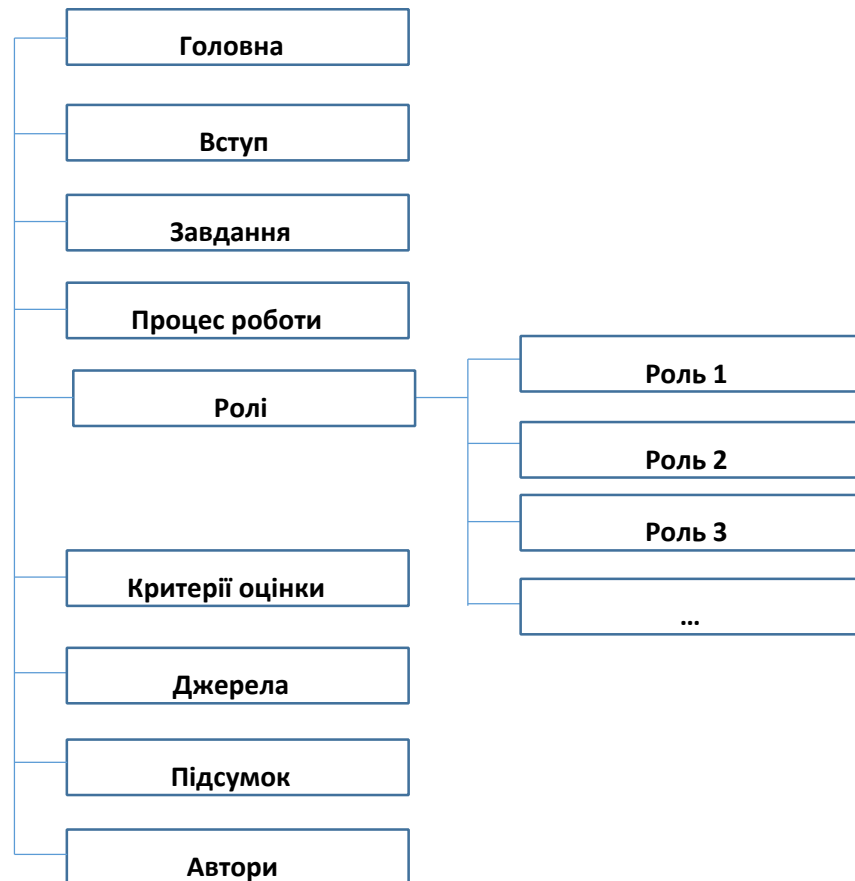 Головна
Вступ
Завдання
Процес роботи
Ролі
Роль 1
Роль 2
Роль 3
...
Критерії оцінки
Джерела
Підсумок
Автори